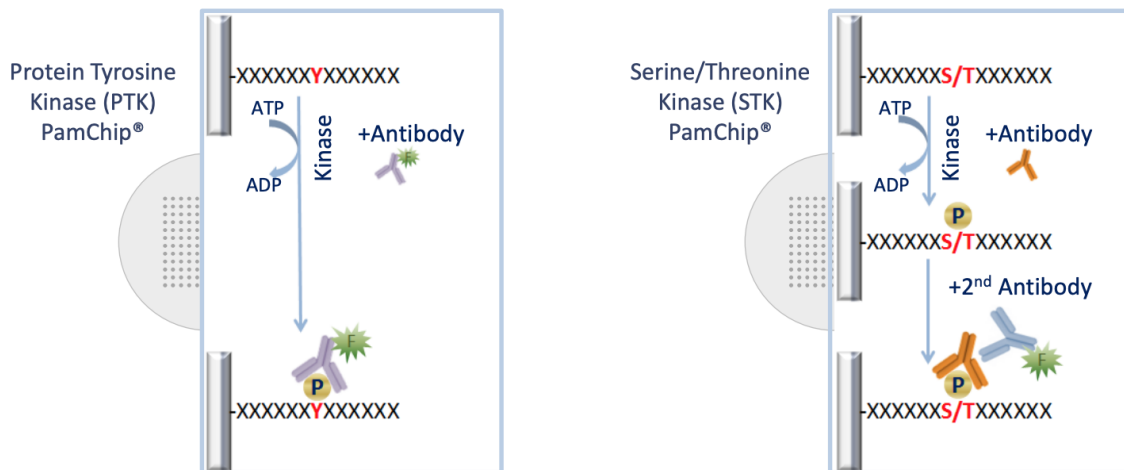 Protein Tyrosine
Kinase (PTK)
PamChip®
-XXXXXXYXXXXXX
ATP
ADP
Kinase
+Antibody
F
F
P
-XXXXXXYXXXXXX
Serine/Threonine
Kinase (STK)
PamChip®
-XXXXXXS/TXXXXXX
ATP
ADP
Kinase
+Antibody
P
-XXXXXXS/TXXXXXX
+2nd Antibody
F
P
-XXXXXXS/TXXXXXX